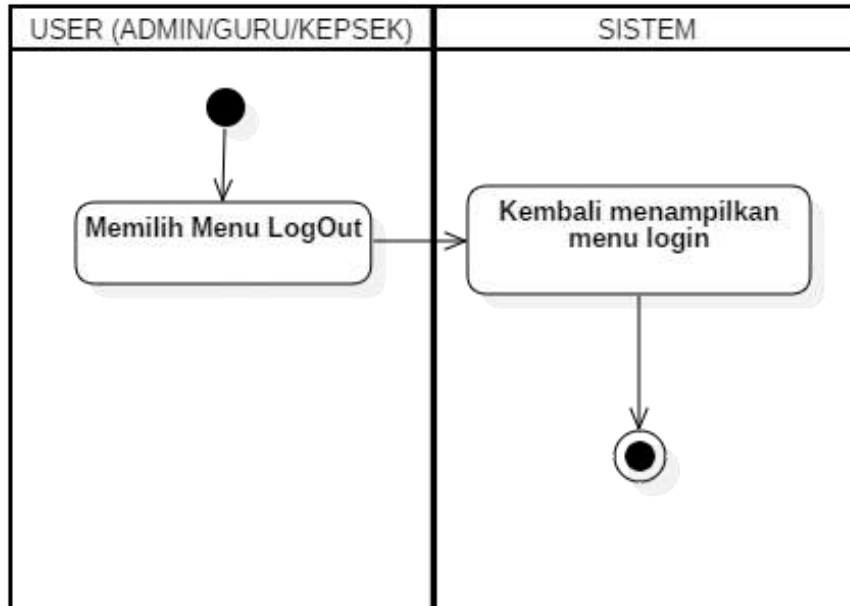 USER (ADMIN/GURU/KEPSEK)
SISTEM
Memilih Menu LogOut
Kembali menampilkan
menu login